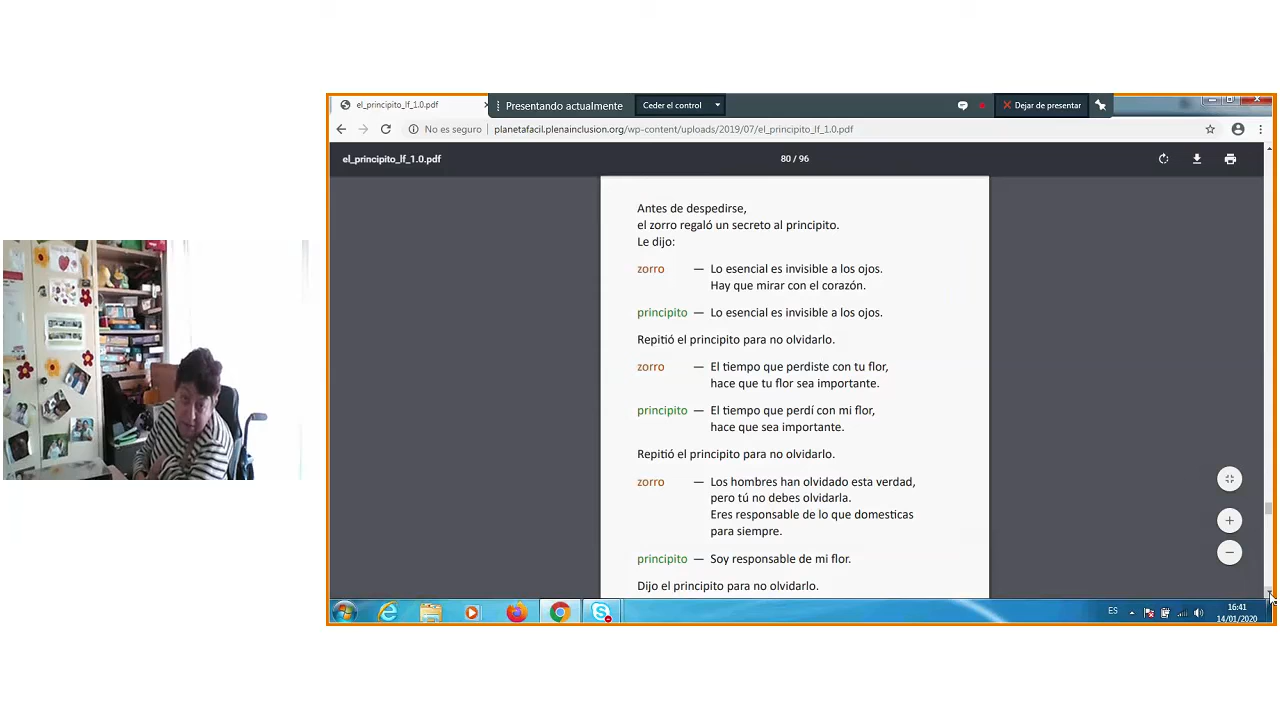 el_principito_lf_1.0.pdf
Presentando actualmente
Ceder el control
Dejar de presentar
No es seguro
planetafacil.plenainclusion.org/wp-content/uploads/2019/07/el_principito_lf_1.0.pdf
el_principito_lf_1.0.pdf
80 / 96
Antes de despedirse,
el zorro regaló un secreto al principito.
Le dijo:
zorro — Lo esencial es invisible a los ojos.
Hay que mirar con el corazón.
principito — Lo esencial es invisible a los ojos.
Repitió el principito para no olvidarlo.
zorro — El tiempo que perdiste con tu flor,
hace que tu flor sea importante.
principito — El tiempo que perdí con mi flor,
hace que sea importante.
Repitió el principito para no olvidarlo.
zorro — Los hombres han olvidado esta verdad,
pero tú no debes olvidarla.
Eres responsable de lo que domesticas
para siempre.
principito — Soy responsable de mi flor.
Dijo el principito para no olvidarlo.
ES
16:41
14/01/2020